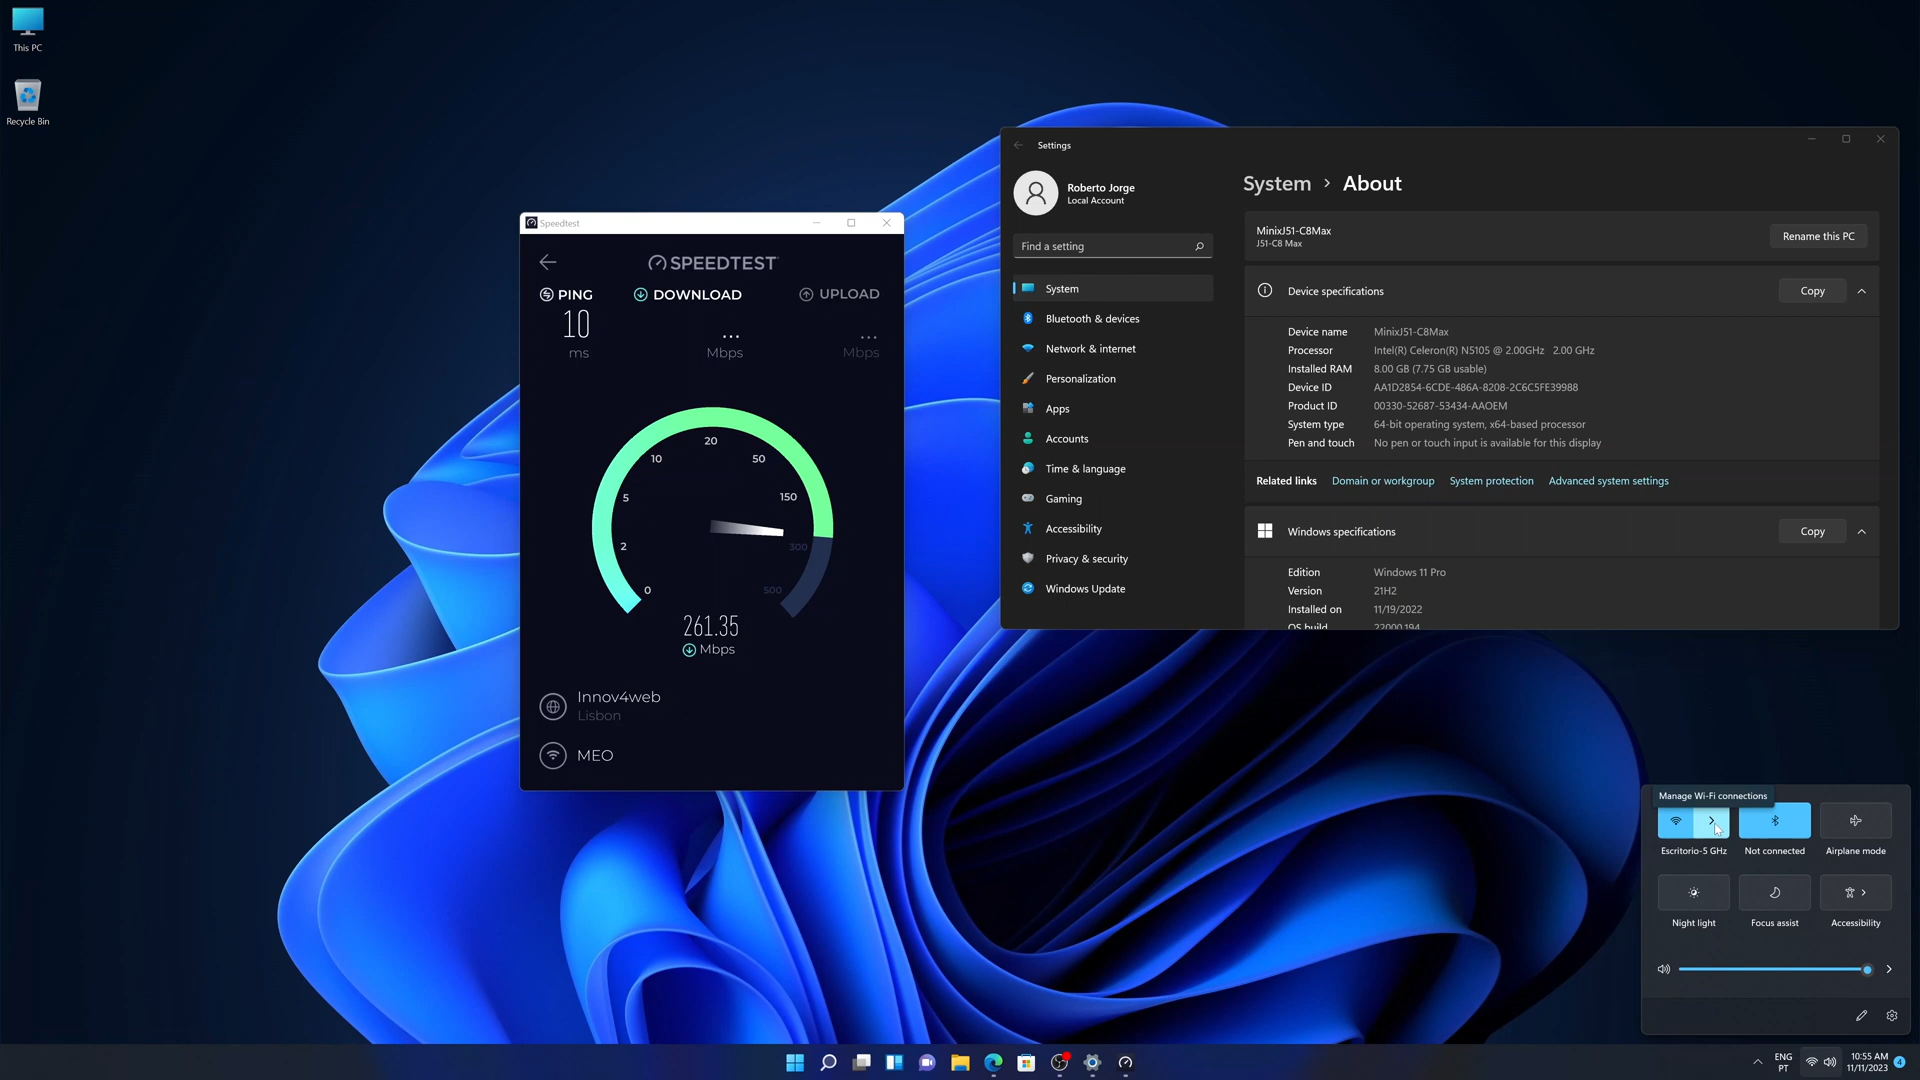 This PC
Recycle Bin
Speedtest
SPEEDTEST
PING
DOWNLOAD
UPLOAD
10
...
...
ms
Mbps
Mbps
0
2
5
10
20
50
150
300
500
261.35
Mbps
Innov4web
Lisbon
MEO
Settings
Roberto Jorge
Local Account
Find a setting
System
Bluetooth & devices
Network & internet
Personalization
Apps
Accounts
Time & language
Gaming
Accessibility
Privacy & security
Windows Update
System › About
MinixJ51-C8Max
J51-C8 Max
Rename this PC
Device specifications
Copy
Device name MinixJ51-C8Max
Processor Intel(R) Celeron(R) N5105 @ 2.00GHz 2.00 GHz
Installed RAM 8.00 GB (7.75 GB usable)
Device ID AA1D2854-6CDE-486A-8208-2C6C5FE39988
Product ID 00330-52687-53434-AAOEM
System type 64-bit operating system, x64-based processor
Pen and touch No pen or touch input is available for this display
Related links Domain or workgroup System protection Advanced system settings
Windows specifications
Copy
Edition Windows 11 Pro
Version 21H2
Installed on 11/19/2022
OS build 22000.194
Manage Wi-Fi connections
Escritorio-5 GHz
Not connected
Airplane mode
Night light
Focus assist
Accessibility
ENG
PT
10:55 AM
11/11/2023
4